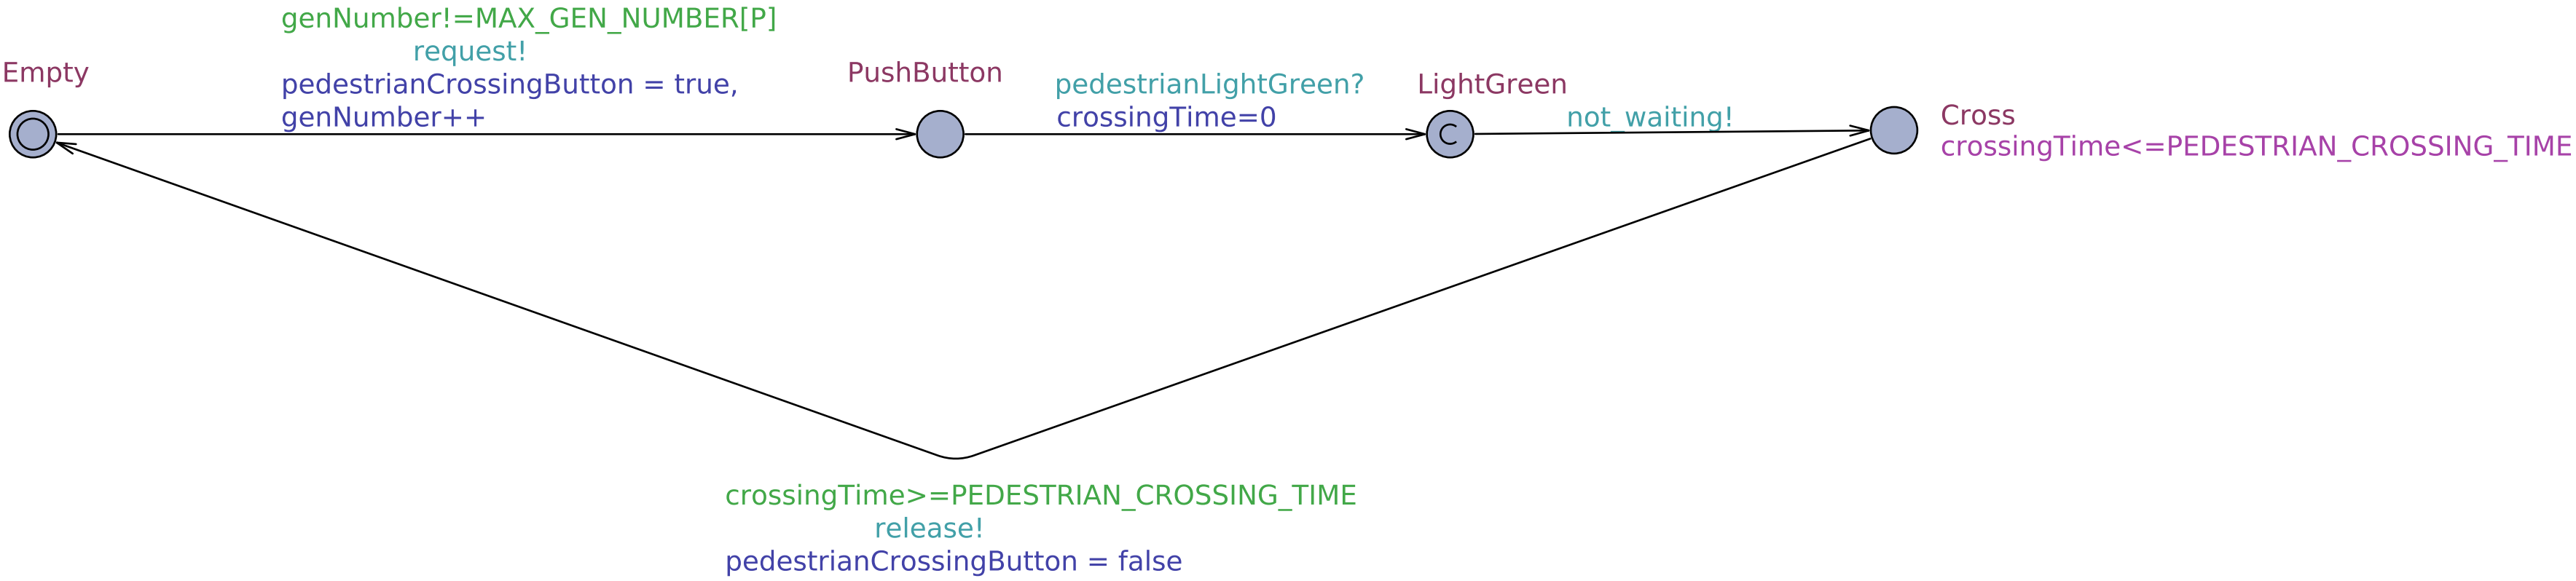 genNumber!=MAX_GEN_NUMBER[P]
request!
pedestrianCrossingButton = true,
genNumber++
Empty
PushButton
pedestrianLightGreen?
crossingTime=0
LightGreen
C
not_waiting!
Cross
crossingTime<=PEDESTRIAN_CROSSING_TIME
crossingTime>=PEDESTRIAN_CROSSING_TIME
release!
pedestrianCrossingButton = false